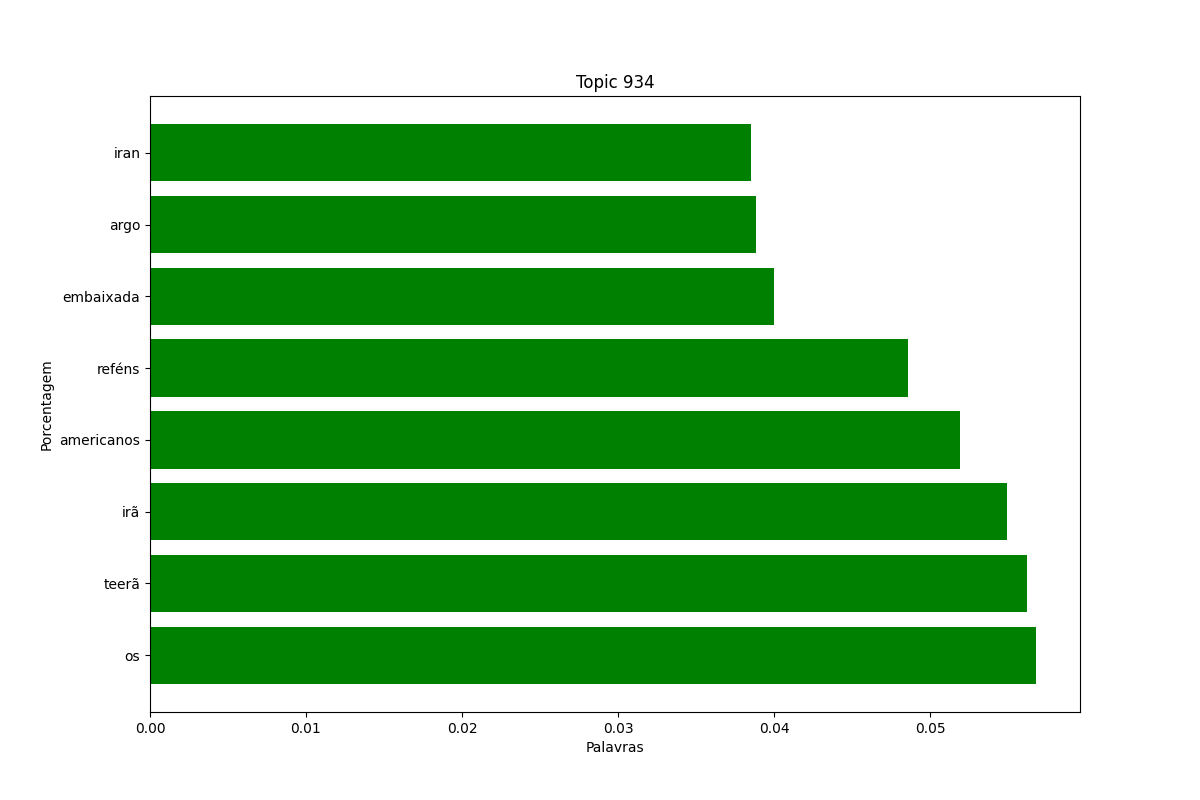 Topic 934
iran
argo
embaixada
reféns
americanos
irã
teerã
os
Porcentagem
0.00 0.01 0.02 0.03 0.04 0.05
Palavras